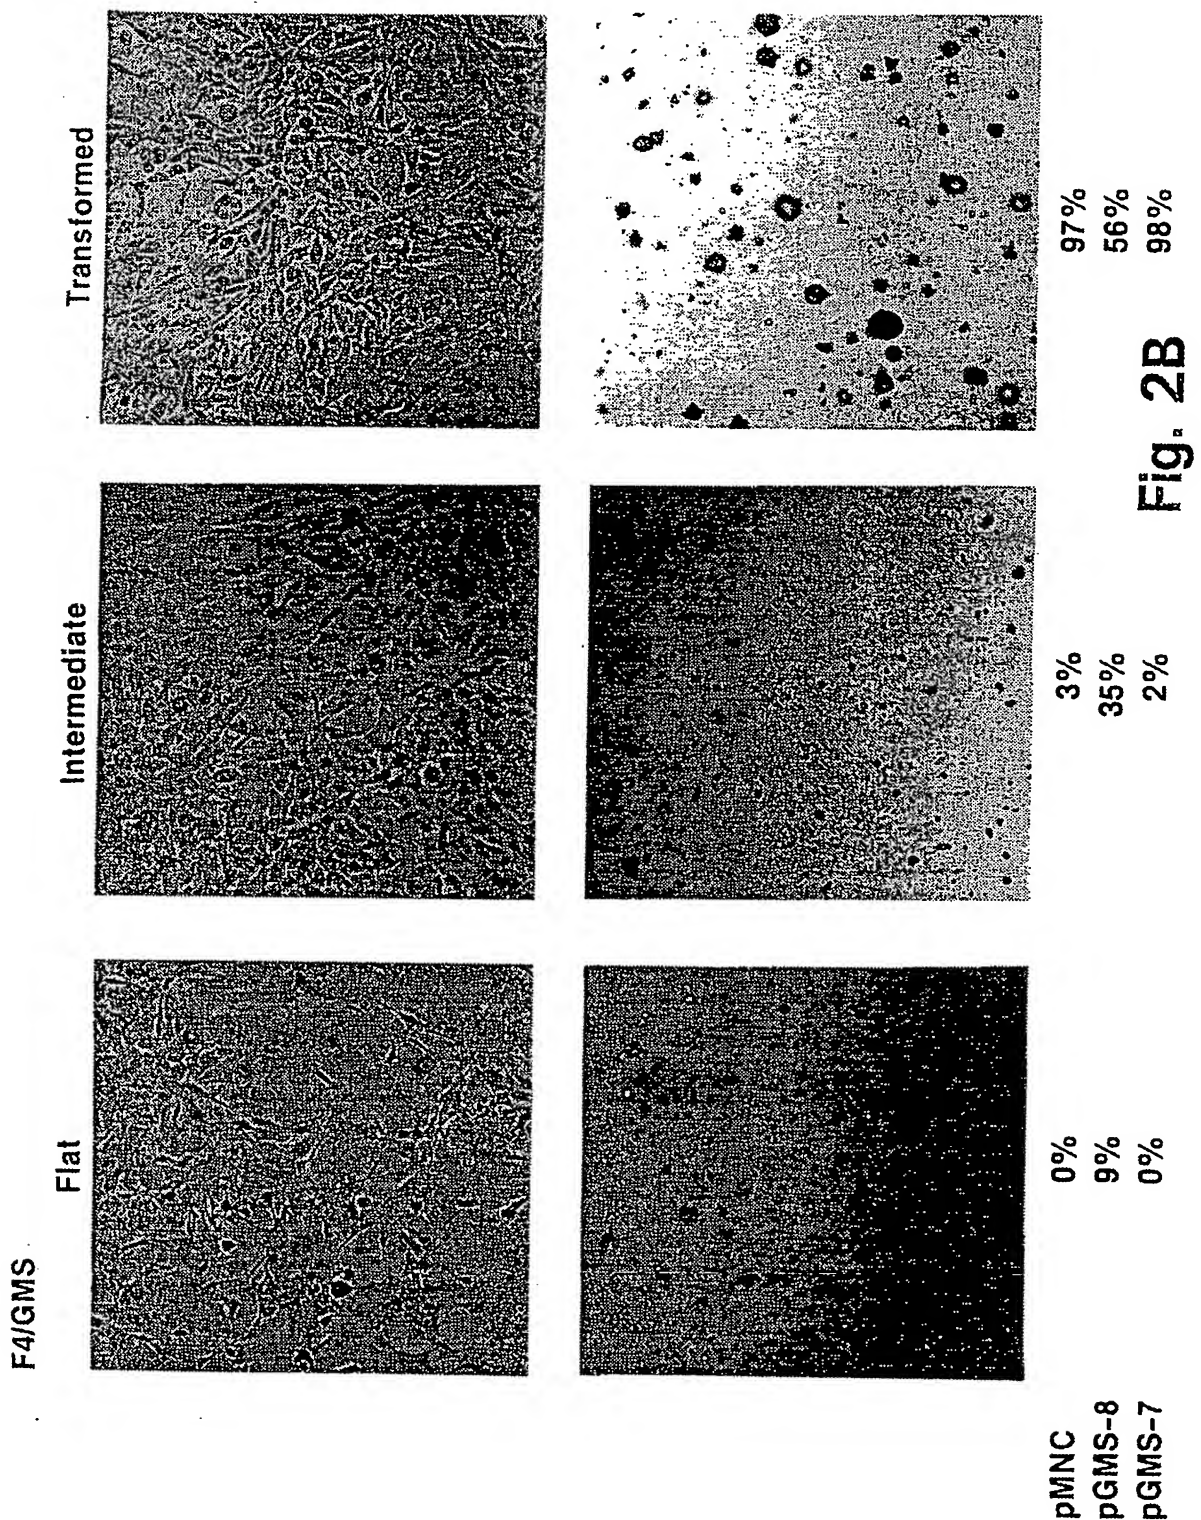 F4/GMS
Flat Intermediate Transformed
pMNC 0% 3% 97%
pGMS-8 9% 35% 56%
pGMS-7 0% 2% 98%
Fig. 2B